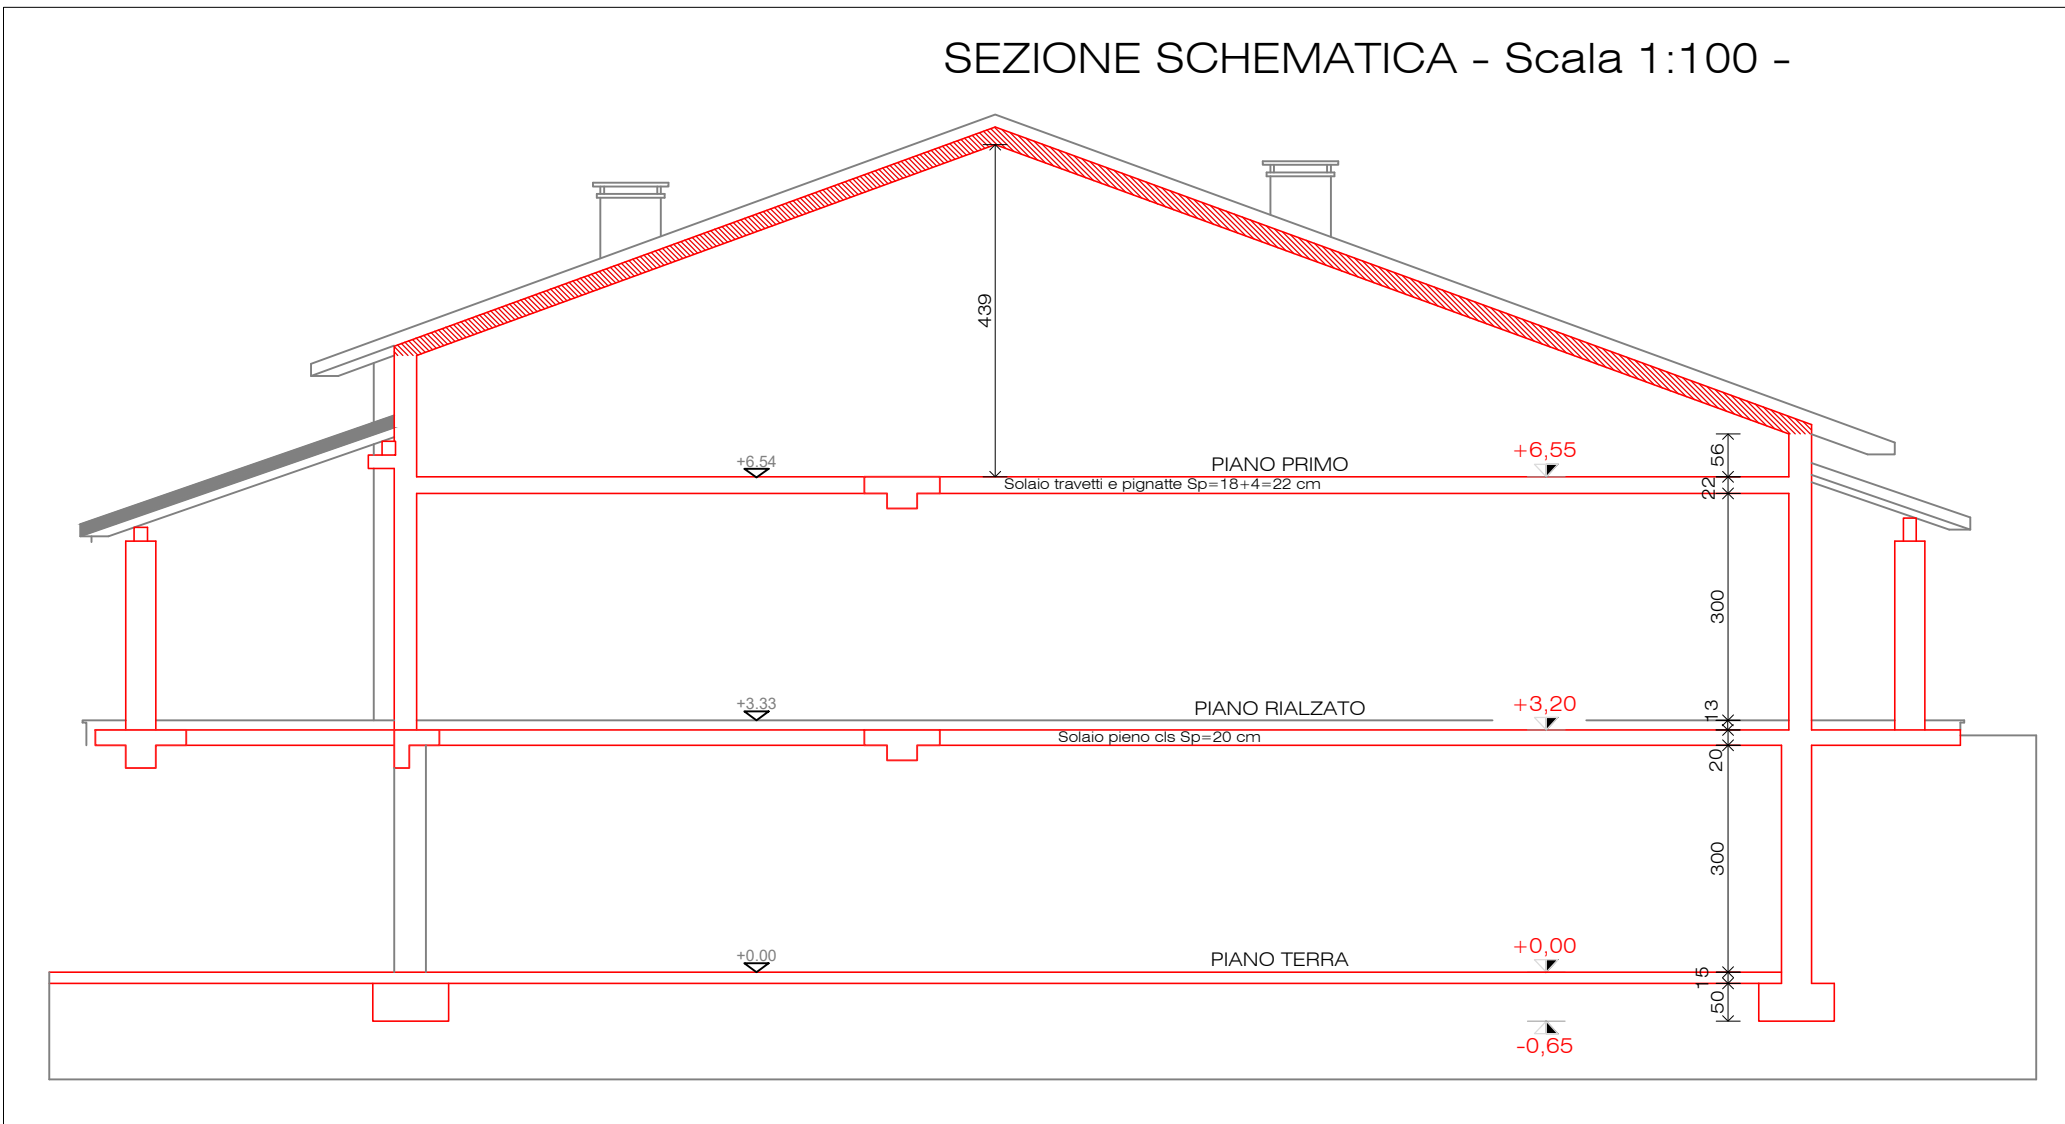 SEZIONE SCHEMATICA - Scala 1:100 -
439
+6.54
PIANO PRIMO
+6,55
56
Solaio travetti e pignatte Sp=18+4=22 cm
22
300
+3.33
PIANO RIALZATO
+3,20
13
Solaio pieno cls Sp=20 cm
20
300
+0.00
PIANO TERRA
+0,00
15
50
-0,65